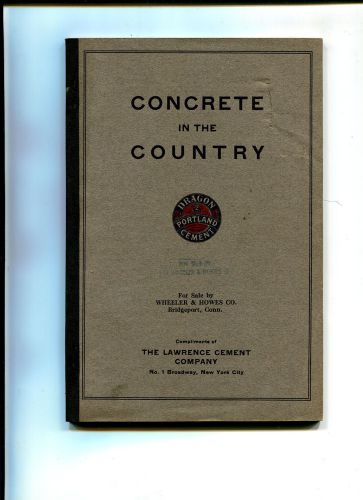 CONCRETE
IN THE
COUNTRY
DRAGON
PORTLAND
CEMENT
For Sale by
WHEELER & HOWES CO.
Bridgeport, Conn.
Compliments of
THE LAWRENCE CEMENT
COMPANY
No. 1 Broadway, New York City